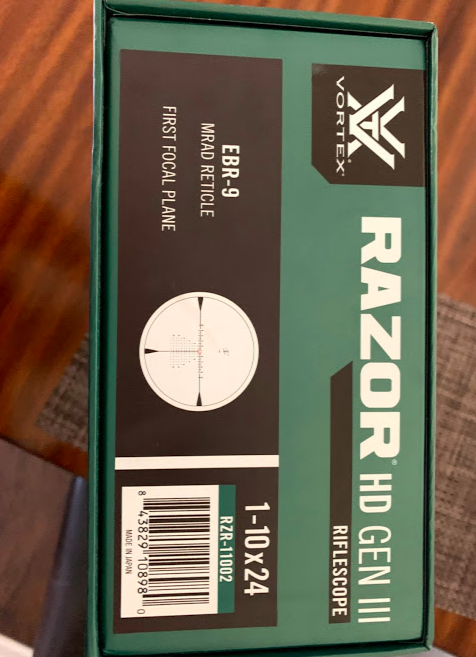 VORTEX®
RAZOR® HD GEN III
RIFLESCOPE
EBR-9
MRAD RETICLE
FIRST FOCAL PLANE
1-10x24
RZR-11002
8 43829 10898 0
MADE IN JAPAN